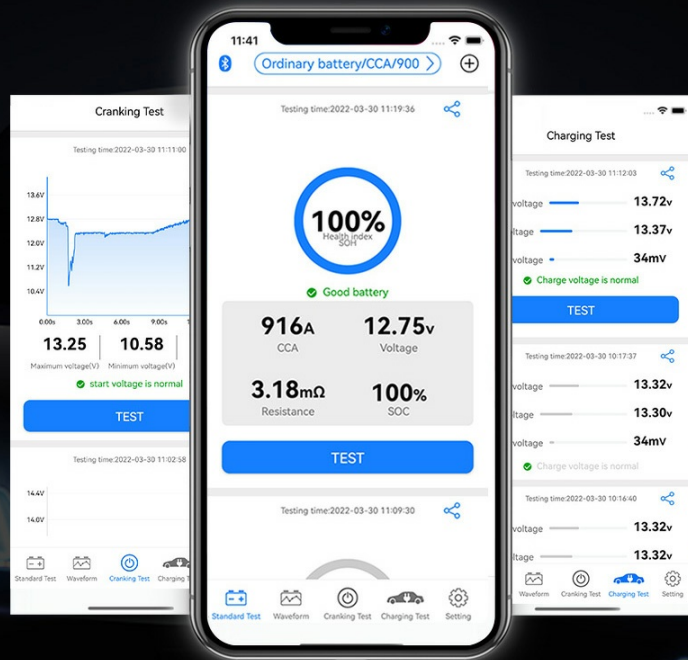 Cranking Test
Testing time:2022-03-30 11:11:00
13.6V
12.8V
12.0V
11.2V
10.4V
0.00s 3.00s 6.00s 9.00s
13.25 10.58
Maximum voltage(V) Minimum voltage(V)
start voltage is normal
TEST
Testing time:2022-03-30 11:02:58
14.4V
14.0V
Standard Test Waveform Cranking Test Charging T
11:41
Ordinary battery/CCA/900
Testing time:2022-03-30 11:19:36
100%
Health index
SOH
Good battery
916A 12.75v
CCA Voltage
3.18mΩ 100%
Resistance SOC
TEST
Testing time:2022-03-30 11:09:30
Standard Test Waveform Cranking Test Charging Test Setting
Charging Test
Testing time:2022-03-30 11:12:03
voltage 13.72v
ltage 13.37v
voltage 34mV
Charge voltage is normal
TEST
Testing time:2022-03-30 10:17:37
voltage 13.32v
ltage 13.30v
voltage 34mV
Charge voltage is normal
Testing time:2022-03-30 10:16:40
voltage 13.32v
ltage 13.32v
Waveform Cranking Test Charging Test Setting